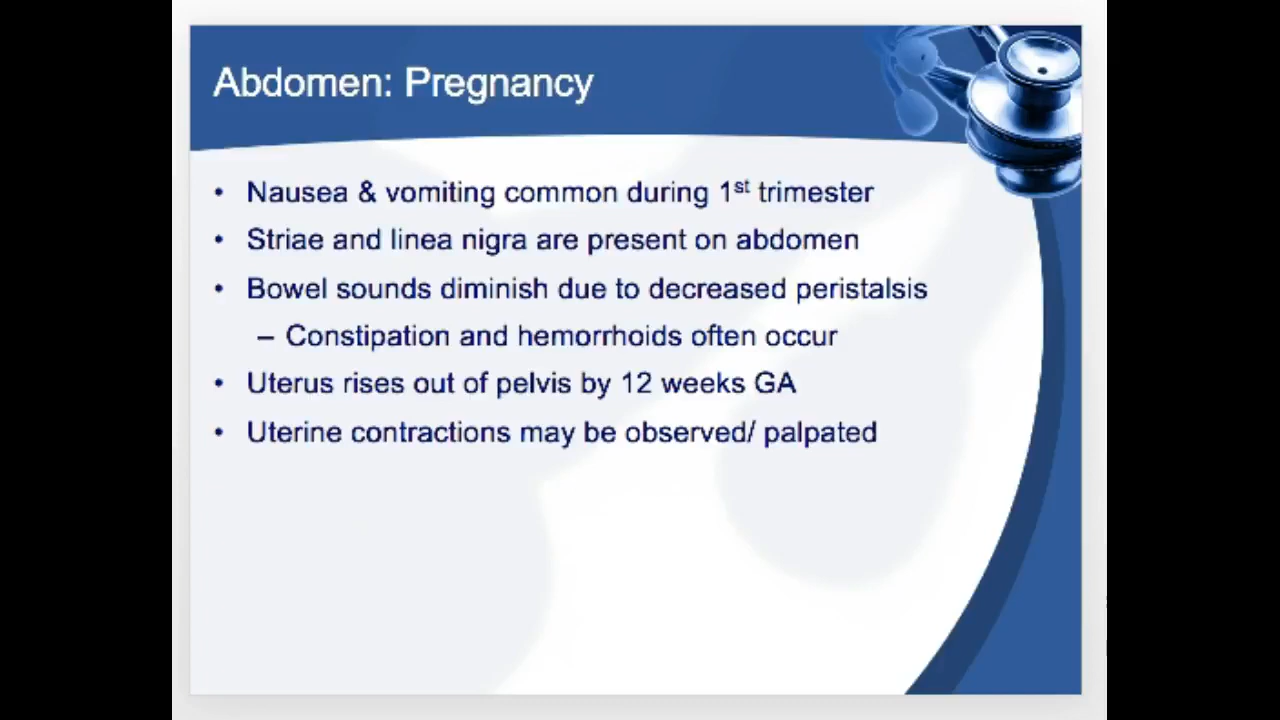 Abdomen: Pregnancy
• Nausea & vomiting common during 1st trimester
• Striae and linea nigra are present on abdomen
• Bowel sounds diminish due to decreased peristalsis
– Constipation and hemorrhoids often occur
• Uterus rises out of pelvis by 12 weeks GA
• Uterine contractions may be observed/ palpated